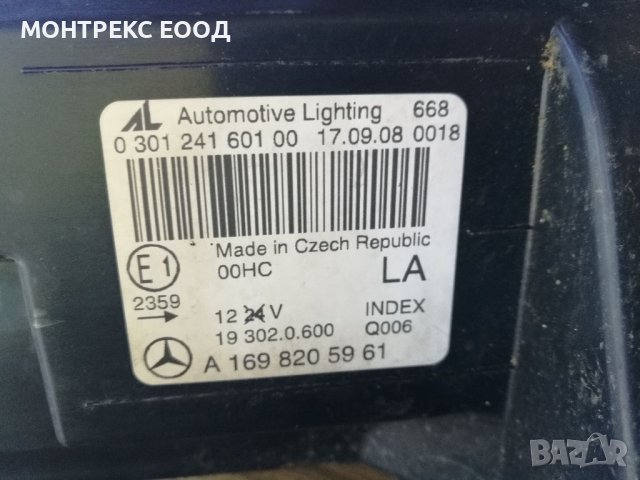 МОНТРЕКС ЕООД
AL Automotive Lighting 668
0 301 241 601 00 17.09.08 0018
Made in Czech Republic
E1 00HC LA
2359
12 24 V INDEX
19 302.0.600 Q006
A 169 820 59 61
BAZAR